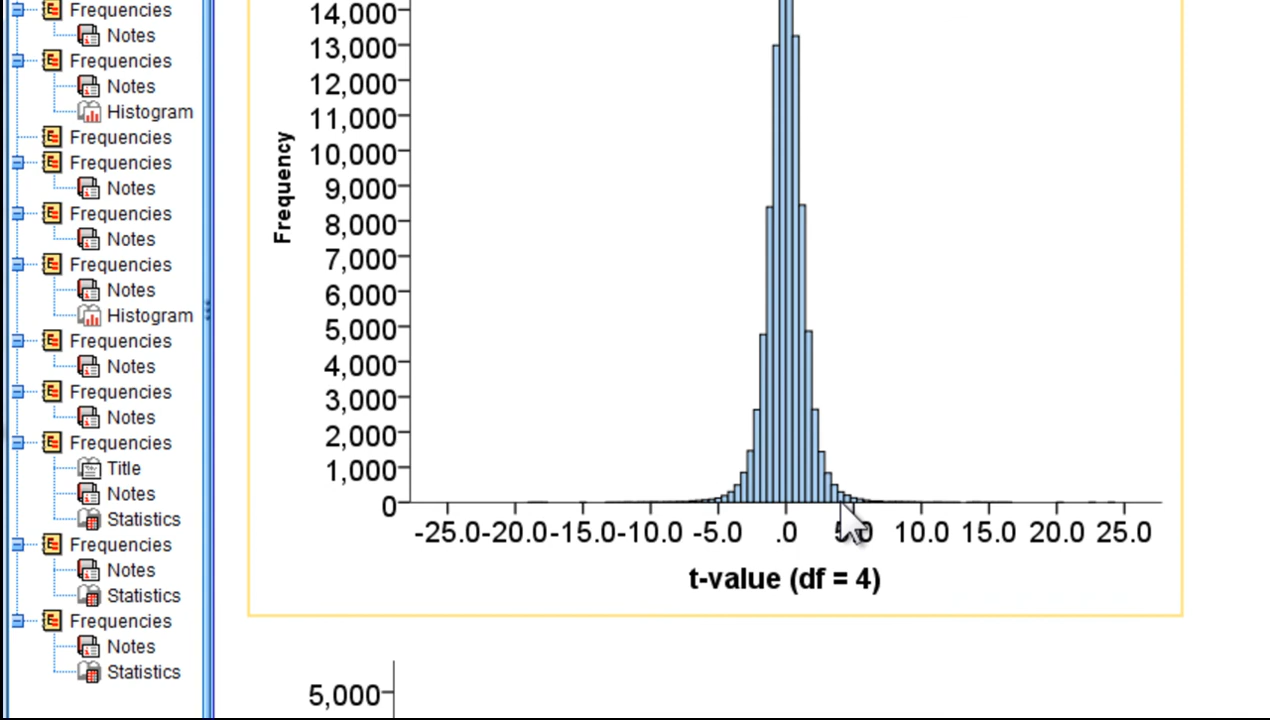 Frequencies
Notes
Frequencies
Notes
Histogram
Frequencies
Frequencies
Notes
Frequencies
Notes
Frequencies
Notes
Histogram
Frequencies
Notes
Frequencies
Notes
Frequencies
Title
Notes
Statistics
Frequencies
Notes
Statistics
Frequencies
Notes
Statistics
Frequency
14,000
13,000
12,000
11,000
10,000
9,000
8,000
7,000
6,000
5,000
4,000
3,000
2,000
1,000
0
-25.0 -20.0 -15.0 -10.0 -5.0 .0 10.0 15.0 20.0 25.0
t-value (df = 4)
5,000